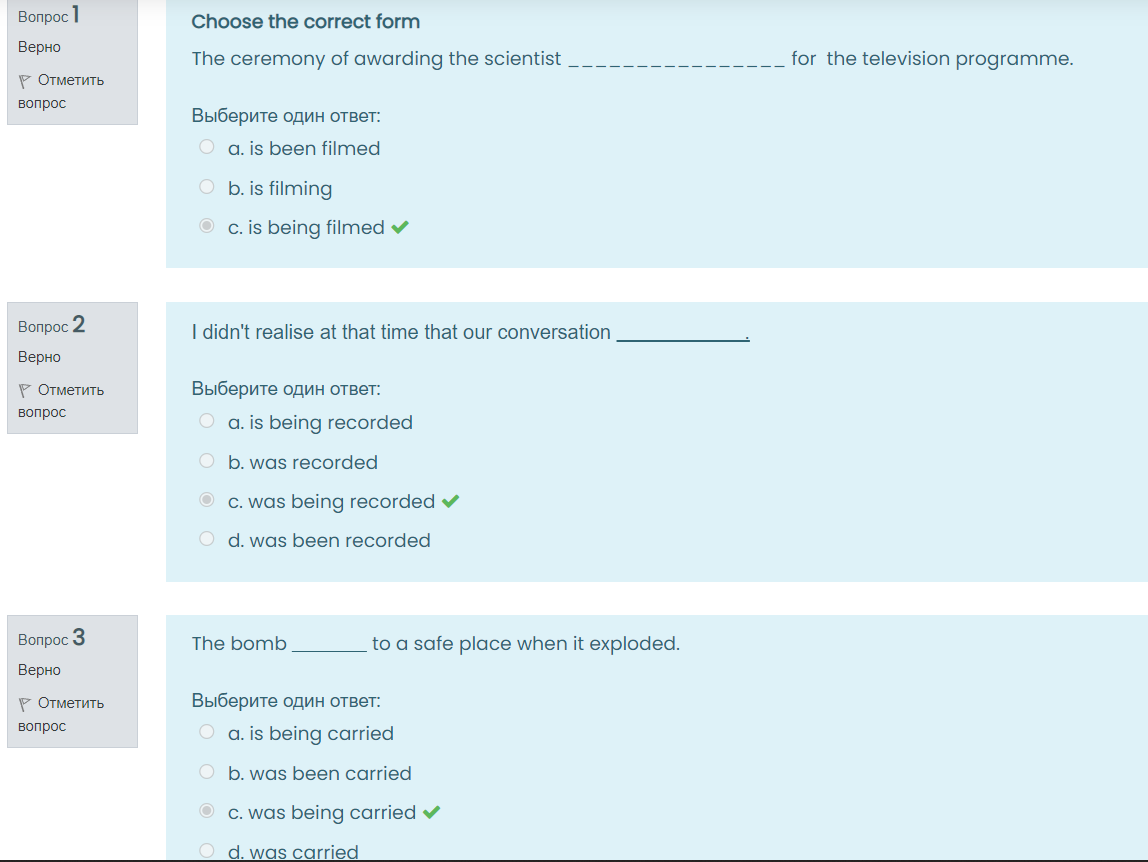 Вопрос 1
Верно
Отметить
вопрос
Choose the correct form
The ceremony of awarding the scientist ________________ for the television programme.
Выберите один ответ:
a. is been filmed
b. is filming
c. is being filmed
Вопрос 2
Верно
Отметить
вопрос
I didn't realise at that time that our conversation ____________.
Выберите один ответ:
a. is being recorded
b. was recorded
c. was being recorded
d. was been recorded
Вопрос 3
Верно
Отметить
вопрос
The bomb _______ to a safe place when it exploded.
Выберите один ответ:
a. is being carried
b. was been carried
c. was being carried
d. was carried